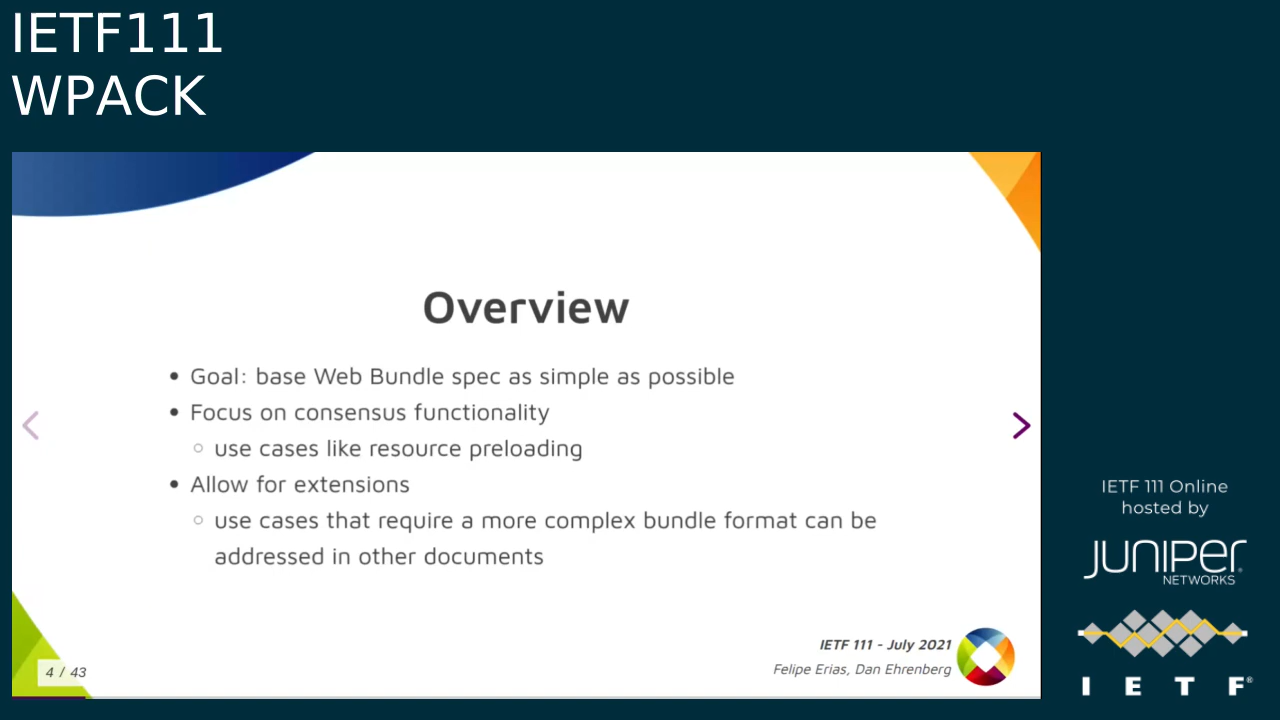 IETF111
WPACK
Overview
• Goal: base Web Bundle spec as simple as possible
• Focus on consensus functionality
○ use cases like resource preloading
• Allow for extensions
○ use cases that require a more complex bundle format can be
addressed in other documents
IETF 111 - July 2021
Felipe Erias, Dan Ehrenberg
4 / 43
IETF 111 Online
hosted by
JUNIPEr
NETWORKS
I E T F®